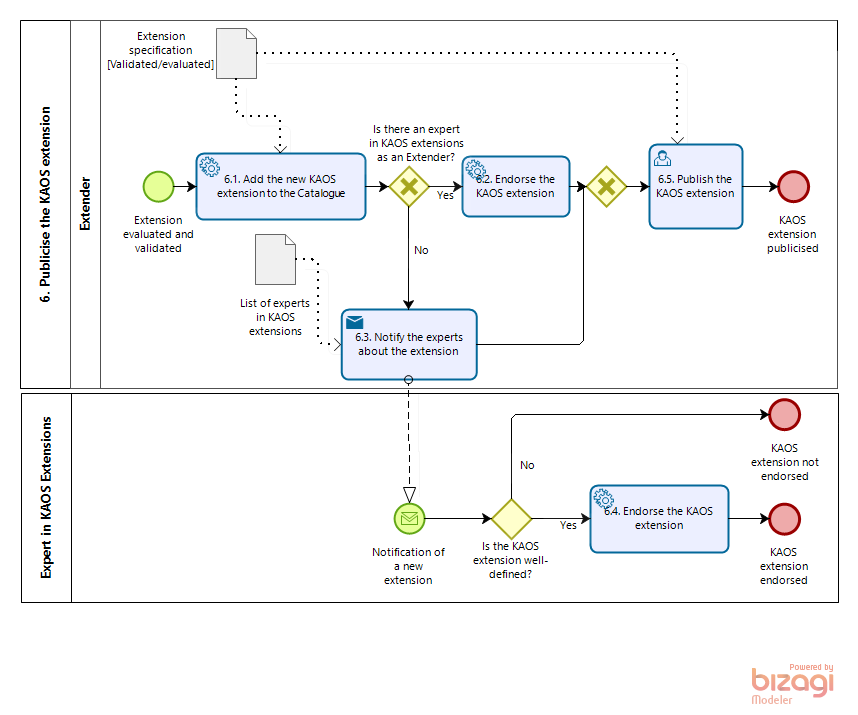 6. Publicise the KAOS extension
Extender
Extension
specification
[Validated/evaluated]
Extension
evaluated and
validated
6.1. Add the new KAOS
extension to the Catalogue
Is there an expert
in KAOS extensions
as an Extender?
Yes
No
6.2. Endorse the
KAOS extension
6.5. Publish the
KAOS extension
KAOS
extension
publicised
List of experts
in KAOS
extensions
6.3. Notify the experts
about the extension
Expert in KAOS Extensions
Notification of
a new
extension
Is the KAOS
extension well-
defined?
No
Yes
6.4. Endorse the KAOS
extension
KAOS
extension not
endorsed
KAOS
extension
endorsed
Powered by
bizagi
Modeler